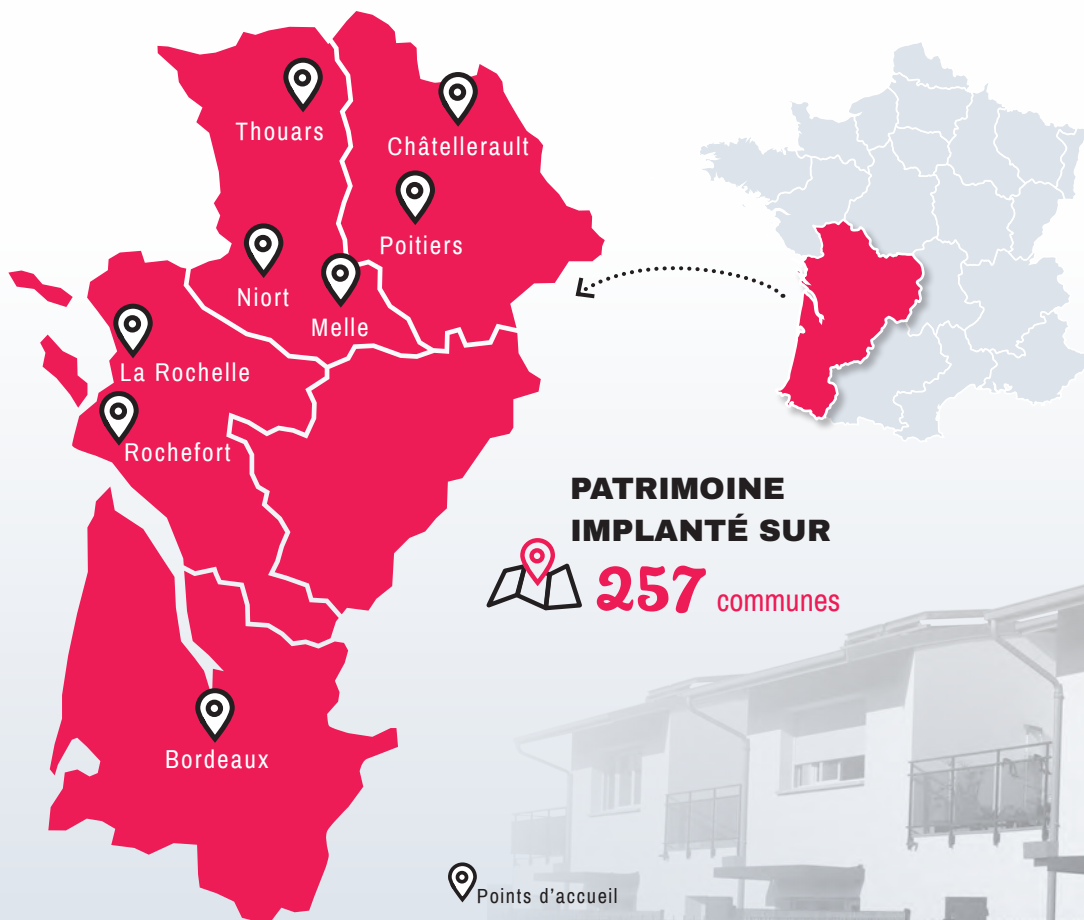 Thouars
Châtellerault
Poitiers
Niort
Melle
La Rochelle
Rochefort
PATRIMOINE
IMPLANTÉ SUR
257 communes
Bordeaux
Points d'accueil